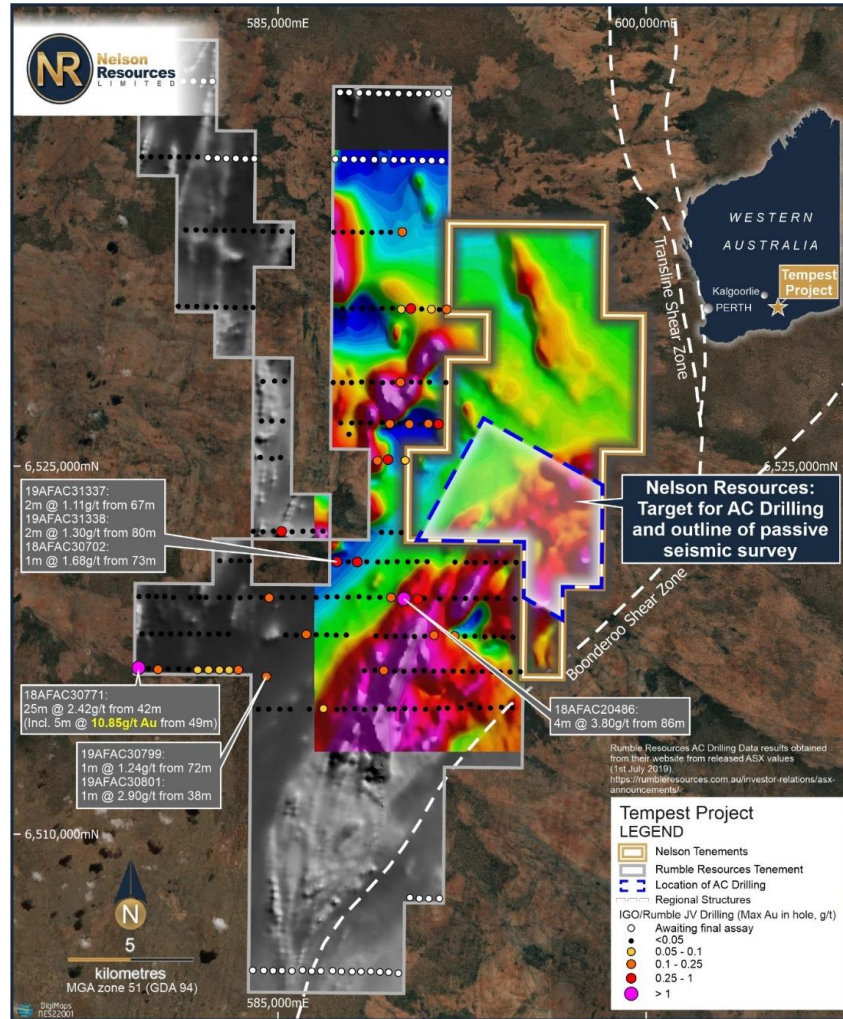 585,000mE
600,000mE
NR
Nelson
Resources
LIMITED
WESTERN
AUSTRALIA
Kalgoorlie
PERTH
Tempest
Project
Transline Shear Zone
6,525,000mN
6,525,000mN
Nelson Resources:
Target for AC Drilling
and outline of passive
seismic survey
19AFAC31337:
2m @ 1.11g/t from 67m
19AFAC31338:
2m @ 1.30g/t from 80m
18AFAC30702:
1m @ 1.68g/t from 73m
Boonderoo Shear Zone
18AFAC30771:
25m @ 2.42g/t from 42m
(Incl. 5m @ 10.85g/t Au from 49m)
18AFAC20486:
4m @ 3.80g/t from 86m
19AFAC30799:
1m @ 1.24g/t from 72m
19AFAC30801:
1m @ 2.90g/t from 38m
Rumble Resources AC Drilling Data results obtained
from their website from released ASX values
(1st July 2019)
https://rumbleresources.com.au/investor-relations/asx-
announcements/
6,510,000mN
Tempest Project
LEGEND
Nelson Tenements
Rumble Resources Tenement
Location of AC Drilling
Regional Structures
IGO/Rumble JV Drilling (Max Au in hole, g/t)
Awaiting final assay
<0.05
0.05 - 0.1
0.1 - 0.25
0.25 - 1
> 1
N
5
kilometres
MGA zone 51 (GDA 94)
585,000mE
DigiMaps
NES22001